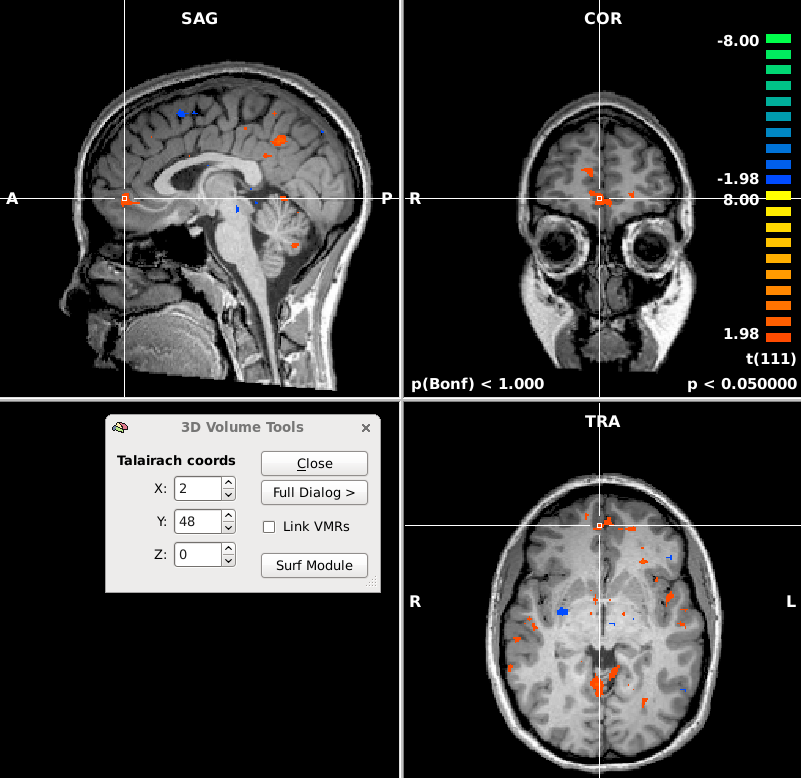 SAG
A
P
COR
R
-8.00
-1.98
8.00
1.98
t(111)
p(Bonf) < 1.000
p < 0.050000
3D Volume Tools
Talairach coords
X: 2
Y: 48
Z: 0
Close
Full Dialog >
Link VMRs
Surf Module
TRA
R
L